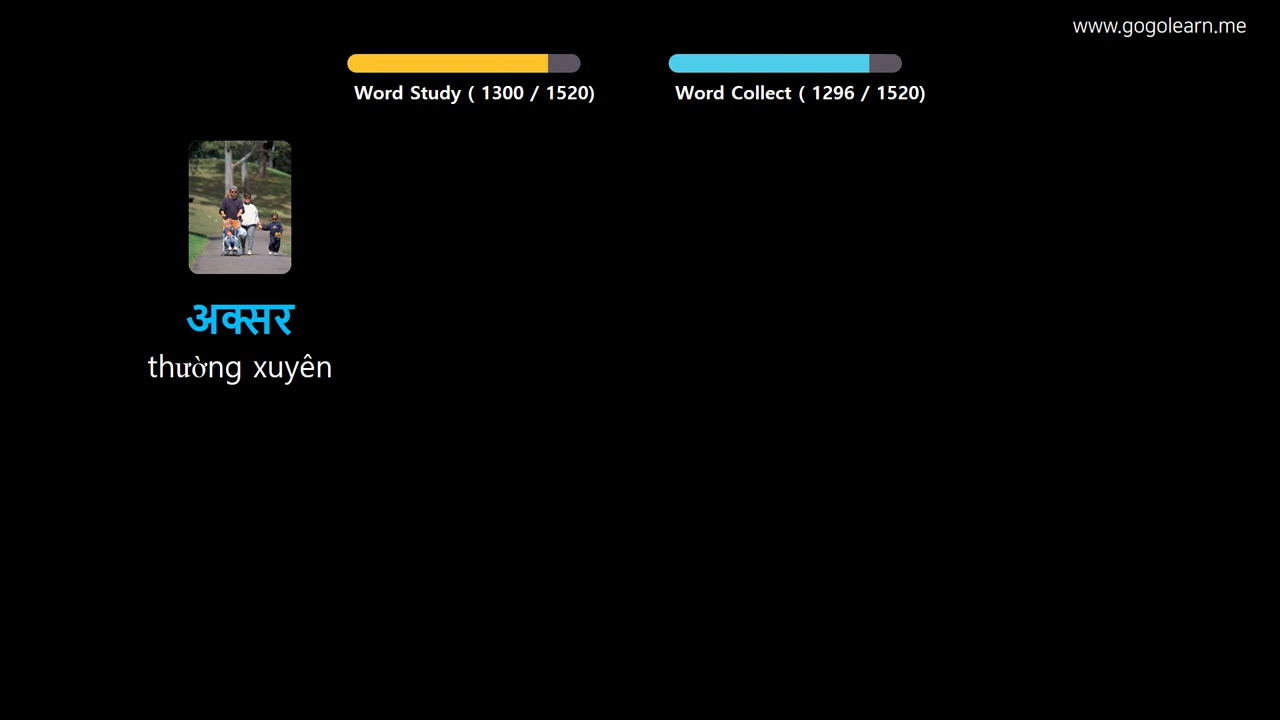 www.gogolearn.me
Word Study ( 1300 / 1520)
Word Collect ( 1296 / 1520)
अक्सर
thường xuyên